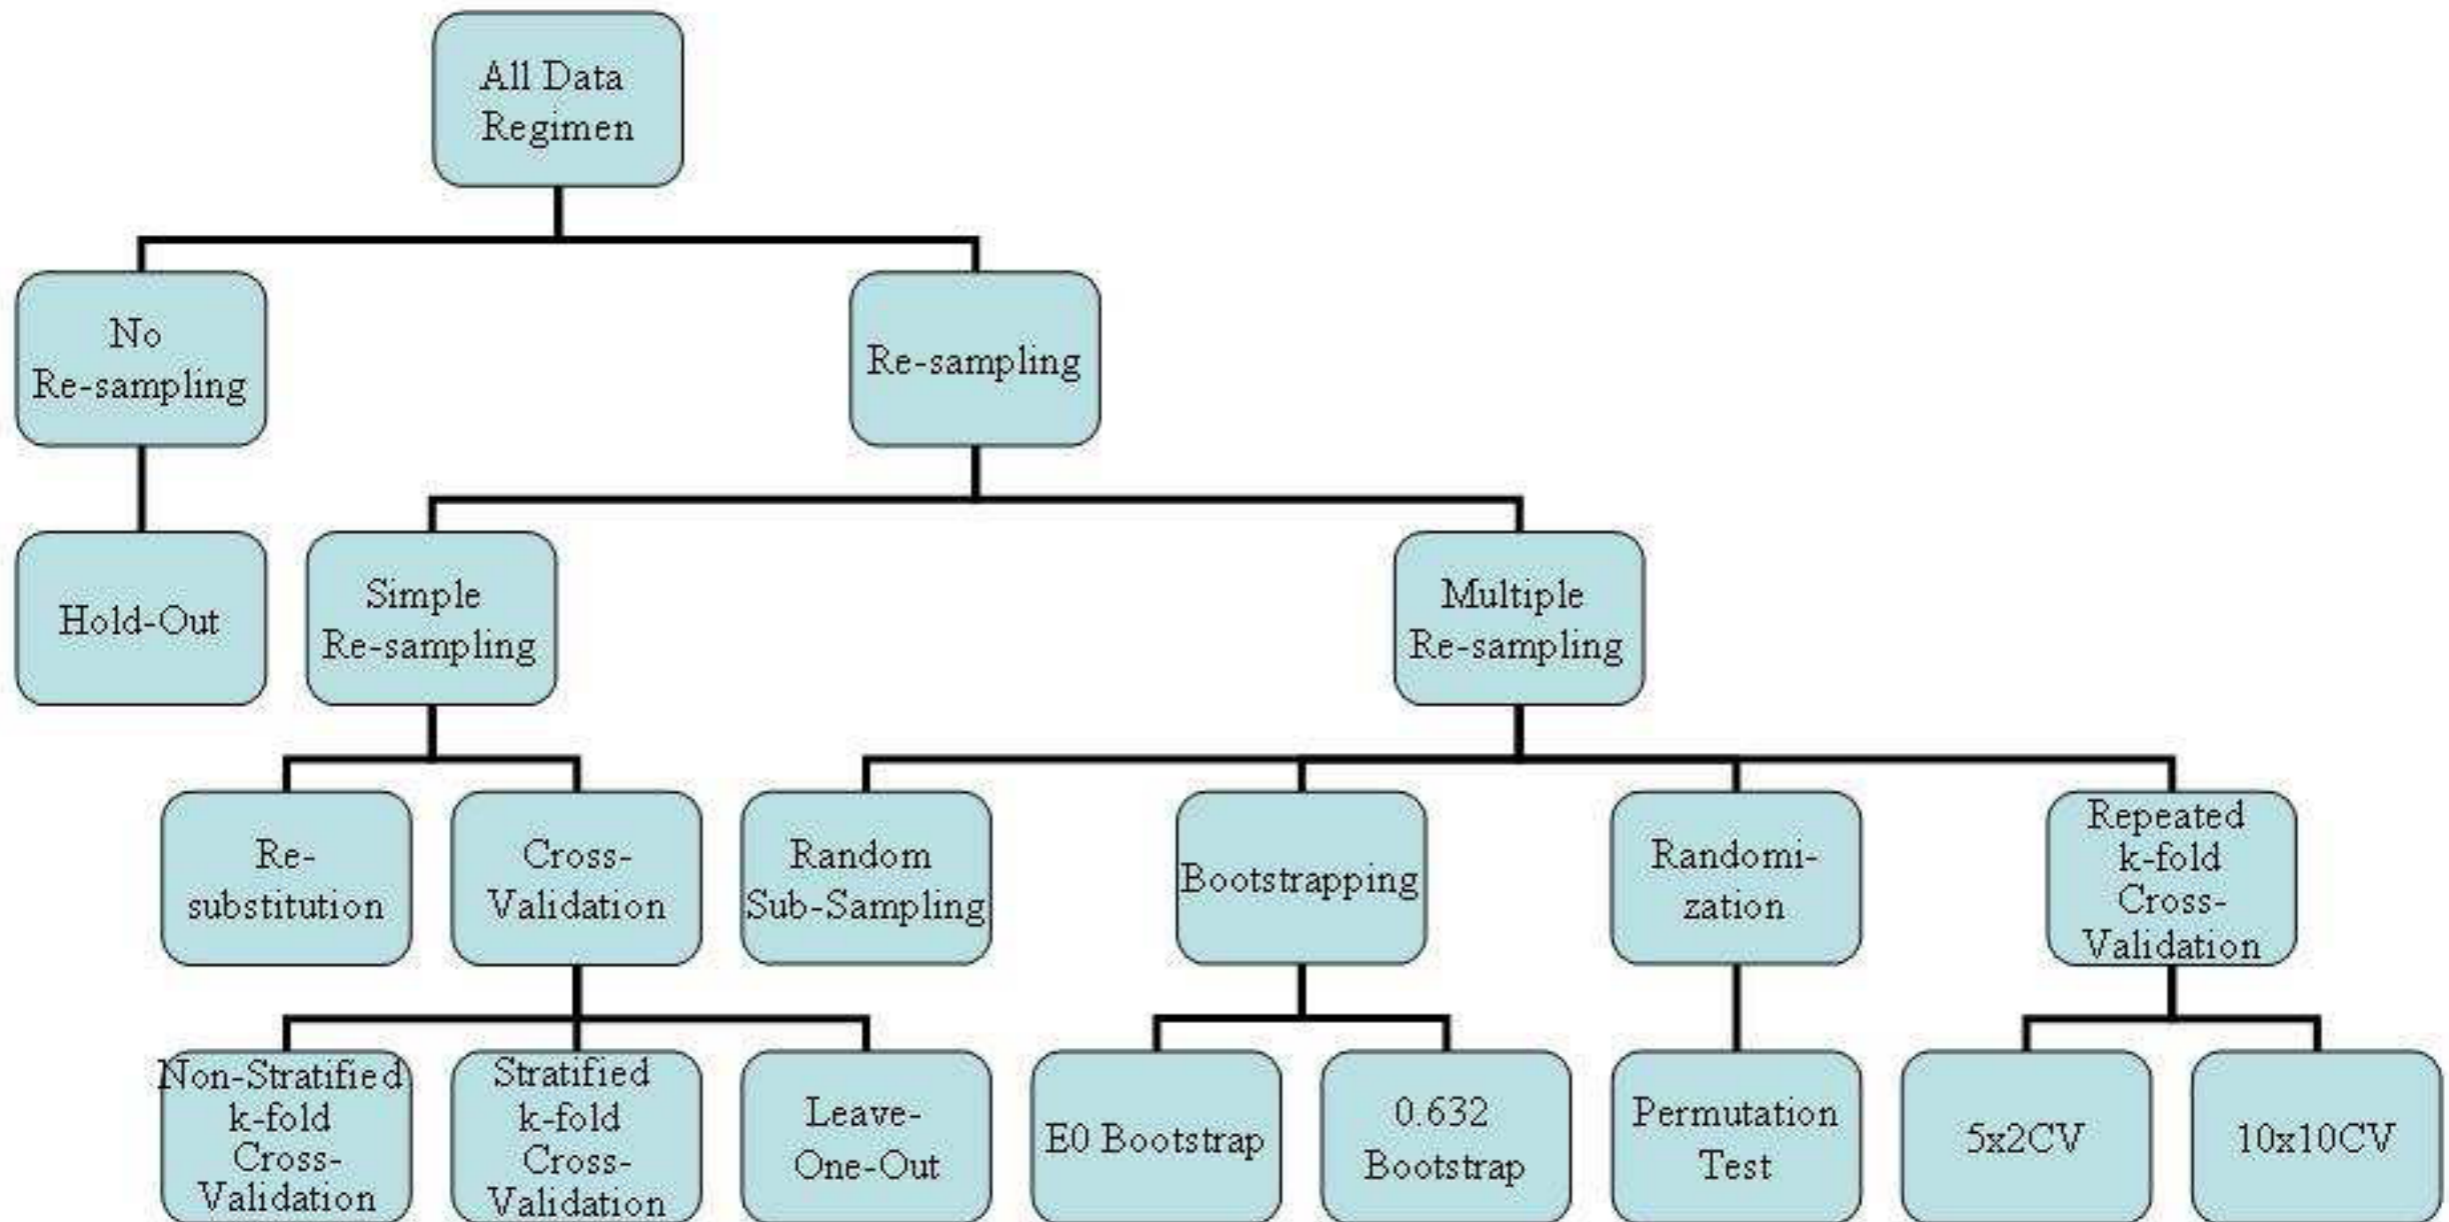 All Data
Regimen
No
Re-sampling
Re-sampling
Hold-Out
Simple
Re-sampling
Multiple
Re-sampling
Re-
substitution
Cross-
Validation
Random
Sub-Sampling
Bootstrapping
Randomi-
zation
Repeated
k-fold
Cross-
Validation
Non-Stratified
k-fold
Cross-
Validation
Stratified
k-fold
Cross-
Validation
Leave-
One-Out
E0 Bootstrap
0.632
Bootstrap
Permutation
Test
5x2CV
10x10CV